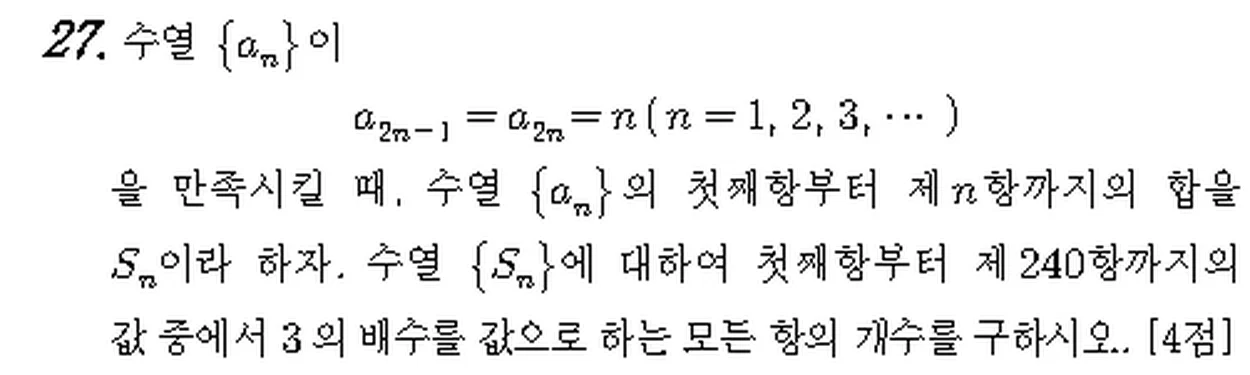 27. 수열 {aₙ}이
a₂ₙ₋₁ = a₂ₙ = n ( n = 1, 2, 3, ⋯ )
을 만족시킬 때, 수열 {aₙ}의 첫째항부터 제n항까지의 합을
Sₙ이라 하자. 수열 {Sₙ}에 대하여 첫째항부터 제240항까지의
값 중에서 3의 배수를 값으로 하는 모든 항의 개수를 구하시오. [4점]